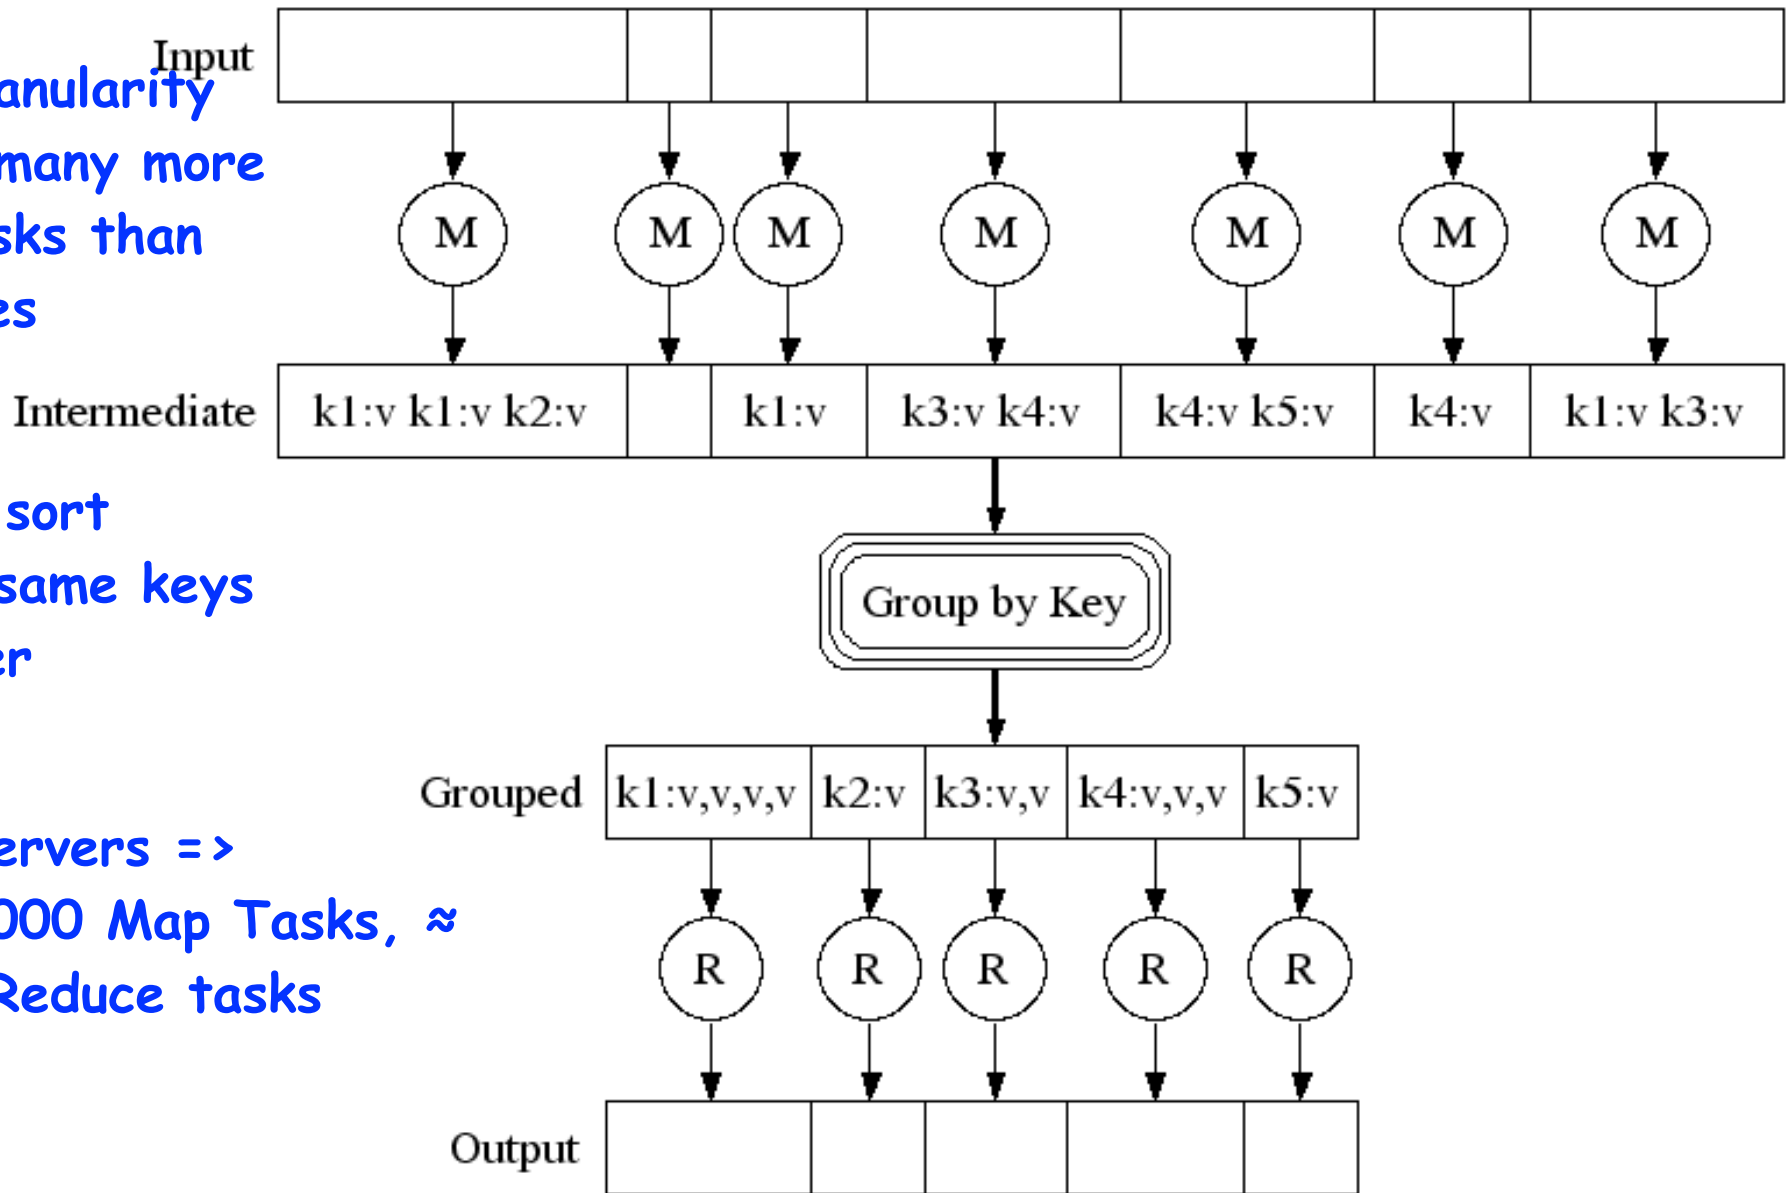 Input
anularity
many more
sks than
es
M M M M M M M
Intermediate
k1:v k1:v k2:v k1:v k3:v k4:v k4:v k5:v k4:v k1:v k3:v
sort
same keys
er
Group by Key
Grouped
k1:v,v,v,v k2:v k3:v,v k4:v,v,v k5:v
ervers =>
000 Map Tasks, ≈
Reduce tasks
R R R R R
Output